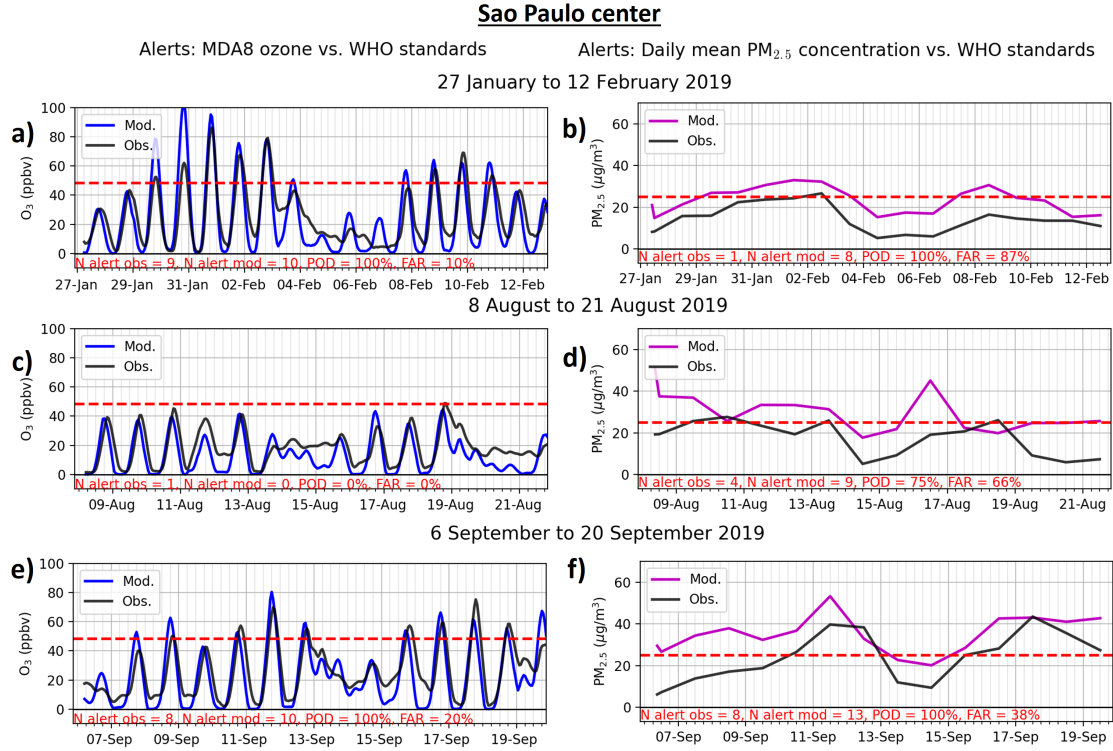 Sao Paulo center
Alerts: MDA8 ozone vs. WHO standards
Alerts: Daily mean PM2.5 concentration vs. WHO standards
27 January to 12 February 2019
a)
O3 (ppbv)
100
80
60
40
20
0
Mod.
Obs.
N alert obs = 9, N alert mod = 10, POD = 100%, FAR = 10%
27-Jan 29-Jan 31-Jan 02-Feb 04-Feb 06-Feb 08-Feb 10-Feb 12-Feb
b)
PM2.5 (μg/m3)
60
40
20
0
Mod.
Obs.
N alert obs = 1, N alert mod = 8, POD = 100%, FAR = 87%
27-Jan 29-Jan 31-Jan 02-Feb 04-Feb 06-Feb 08-Feb 10-Feb 12-Feb
8 August to 21 August 2019
c)
O3 (ppbv)
100
80
60
40
20
0
Mod.
Obs.
N alert obs = 1, N alert mod = 0, POD = 0%, FAR = 0%
09-Aug 11-Aug 13-Aug 15-Aug 17-Aug 19-Aug 21-Aug
d)
PM2.5 (μg/m3)
60
40
20
0
Mod.
Obs.
N alert obs = 4, N alert mod = 9, POD = 75%, FAR = 66%
09-Aug 11-Aug 13-Aug 15-Aug 17-Aug 19-Aug 21-Aug
6 September to 20 September 2019
e)
O3 (ppbv)
100
80
60
40
20
0
Mod.
Obs.
N alert obs = 8, N alert mod = 10, POD = 100%, FAR = 20%
07-Sep 09-Sep 11-Sep 13-Sep 15-Sep 17-Sep 19-Sep
f)
PM2.5 (μg/m3)
60
40
20
0
Mod.
Obs.
N alert obs = 8, N alert mod = 13, POD = 100%, FAR = 38%
07-Sep 09-Sep 11-Sep 13-Sep 15-Sep 17-Sep 19-Sep